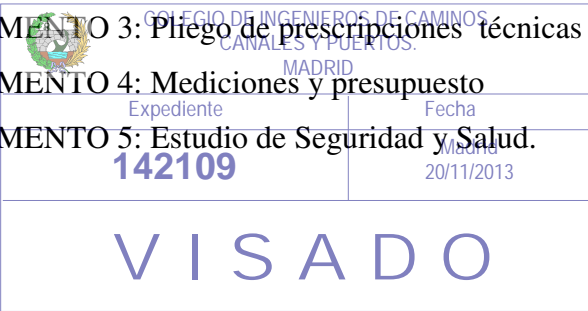 MENTO 3: Pliego de prescripciones técnicas
COLEGIO DE INGENIEROS DE CAMINOS,
CANALES Y PUERTOS.
MADRID
MENTO 4: Mediciones y presupuesto
Expediente Fecha
MENTO 5: Estudio de Seguridad y Salud.
142109 Madrid
20/11/2013
VISADO